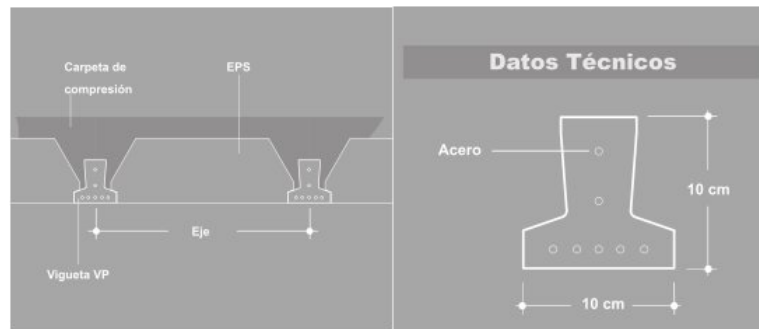 Carpeta de
compresión
EPS
Eje
Vigueta VP
Datos Técnicos
Acero
10 cm
10 cm